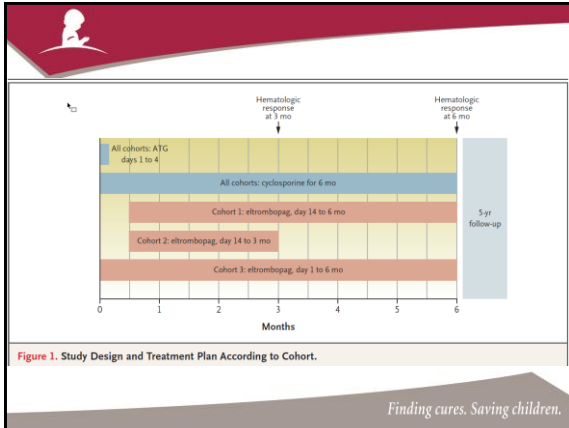 Hematologic
response
at 3 mo
Hematologic
response
at 6 mo
All cohorts: ATG
days 1 to 4
All cohorts: cyclosporine for 6 mo
Cohort 1: eltrombopag, day 14 to 6 mo
Cohort 2: eltrombopag, day 14 to 3 mo
Cohort 3: eltrombopag, day 1 to 6 mo
5-yr
follow-up
0 1 2 3 4 5 6
Months
Figure 1. Study Design and Treatment Plan According to Cohort.
Finding cures. Saving children.